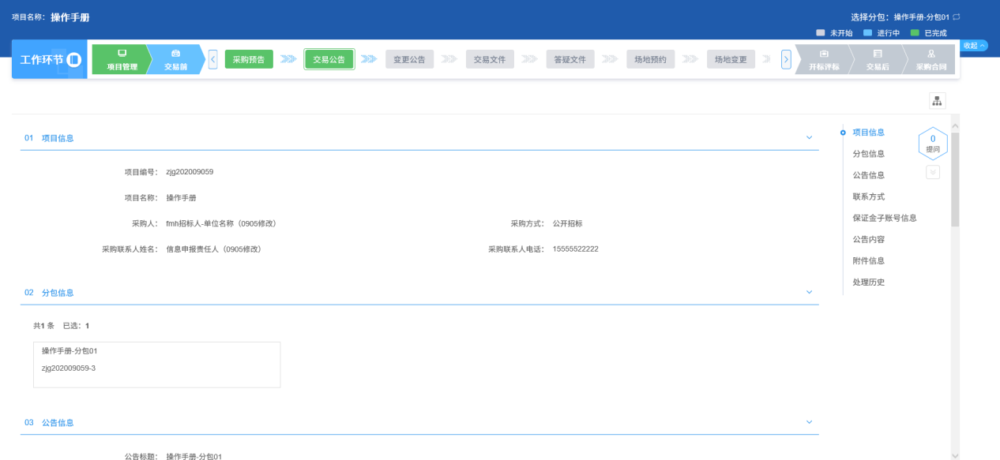 项目名称： 操作手册
选择分包： 操作手册-分包01
未开始 进行中 已完成
工作环节
项目管理
交易前
采购预告
交易公告
变更公告
交易文件
答疑文件
场地预约
场地变更
开标评标
交易后
采购合同
收起
01 项目信息
项目编号： zjg202009059
项目名称： 操作手册
采购人： fmh招标人-单位名称（0905修改）
采购方式： 公开招标
采购联系人姓名： 信息申报责任人（0905修改）
采购联系人电话： 15555522222
02 分包信息
共1 条 已选：1
操作手册-分包01
zjg202009059-3
03 公告信息
公告标题： 操作手册-分包01
项目信息
分包信息
公告信息
联系方式
保证金子账号信息
公告内容
附件信息
处理历史
0
提问